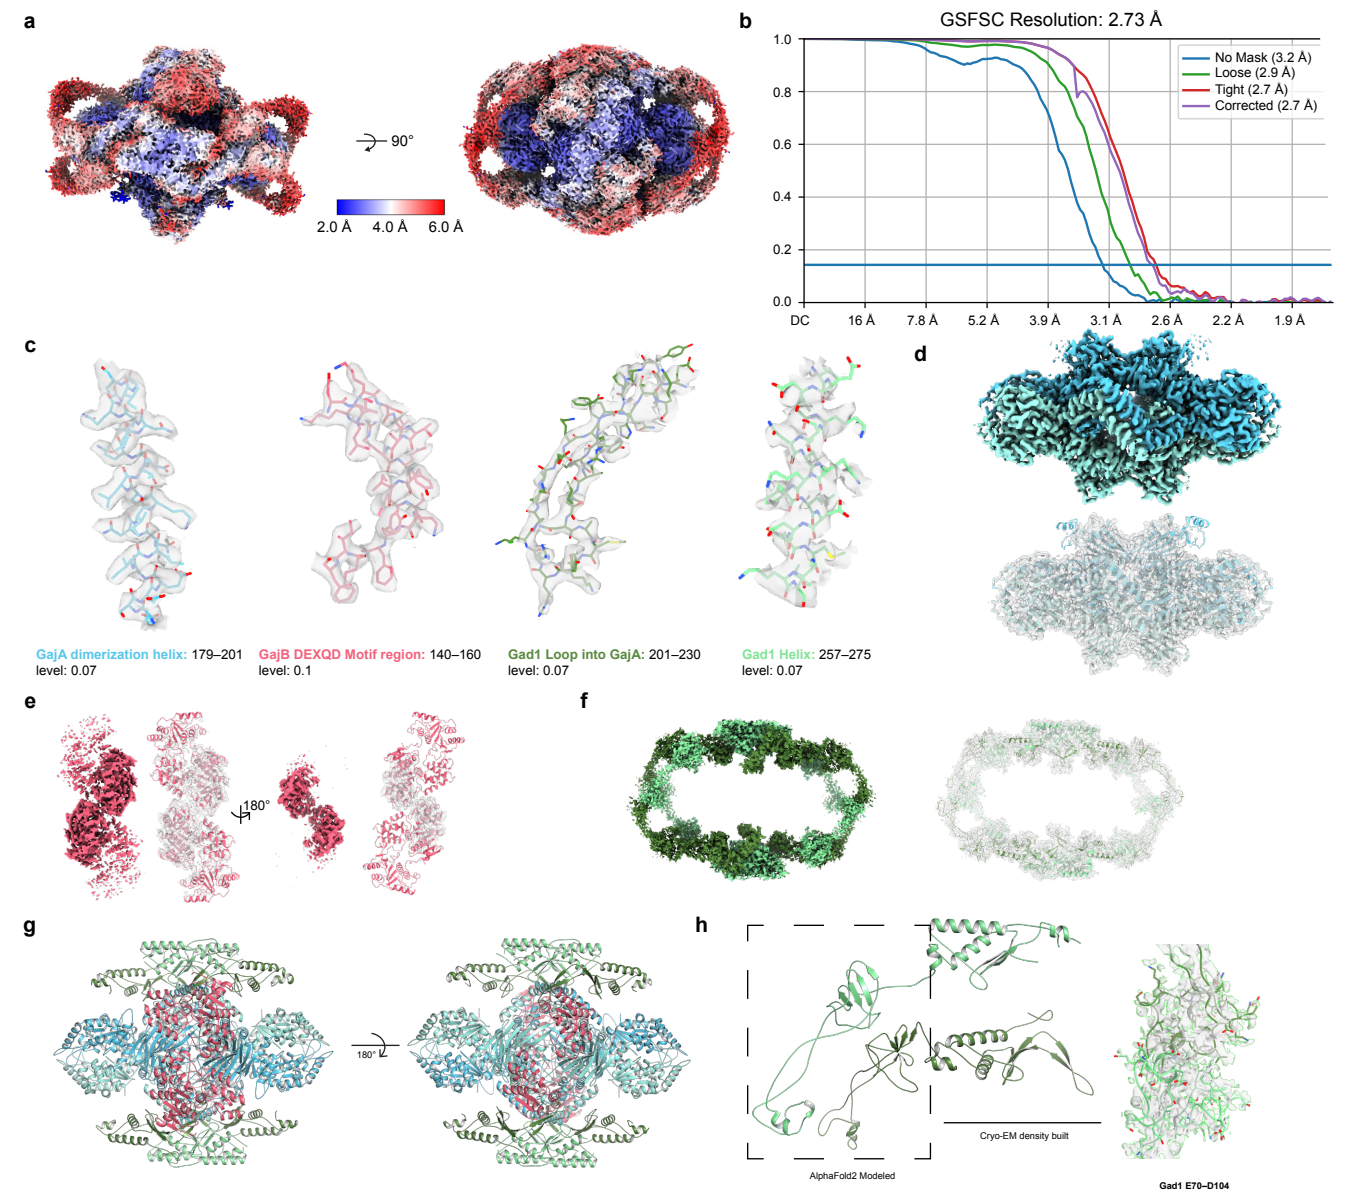 a
90°
2.0 Å 4.0 Å 6.0 Å
b
GSFSC Resolution: 2.73 Å
1.0
0.8
0.6
0.4
0.2
0.0
No Mask (3.2 Å)
Loose (2.9 Å)
Tight (2.7 Å)
Corrected (2.7 Å)
DC 16 Å 7.8 Å 5.2 Å 3.9 Å 3.1 Å 2.6 Å 2.2 Å 1.9 Å
c
GajA dimerization helix: 179–201
level: 0.07
GajB DEXQD Motif region: 140–160
level: 0.1
Gad1 Loop into GajA: 201–230
level: 0.07
Gad1 Helix: 257–275
level: 0.07
d
e
180°
f
g
180°
h
AlphaFold2 Modeled
Cryo-EM density built
Gad1 E70–D104